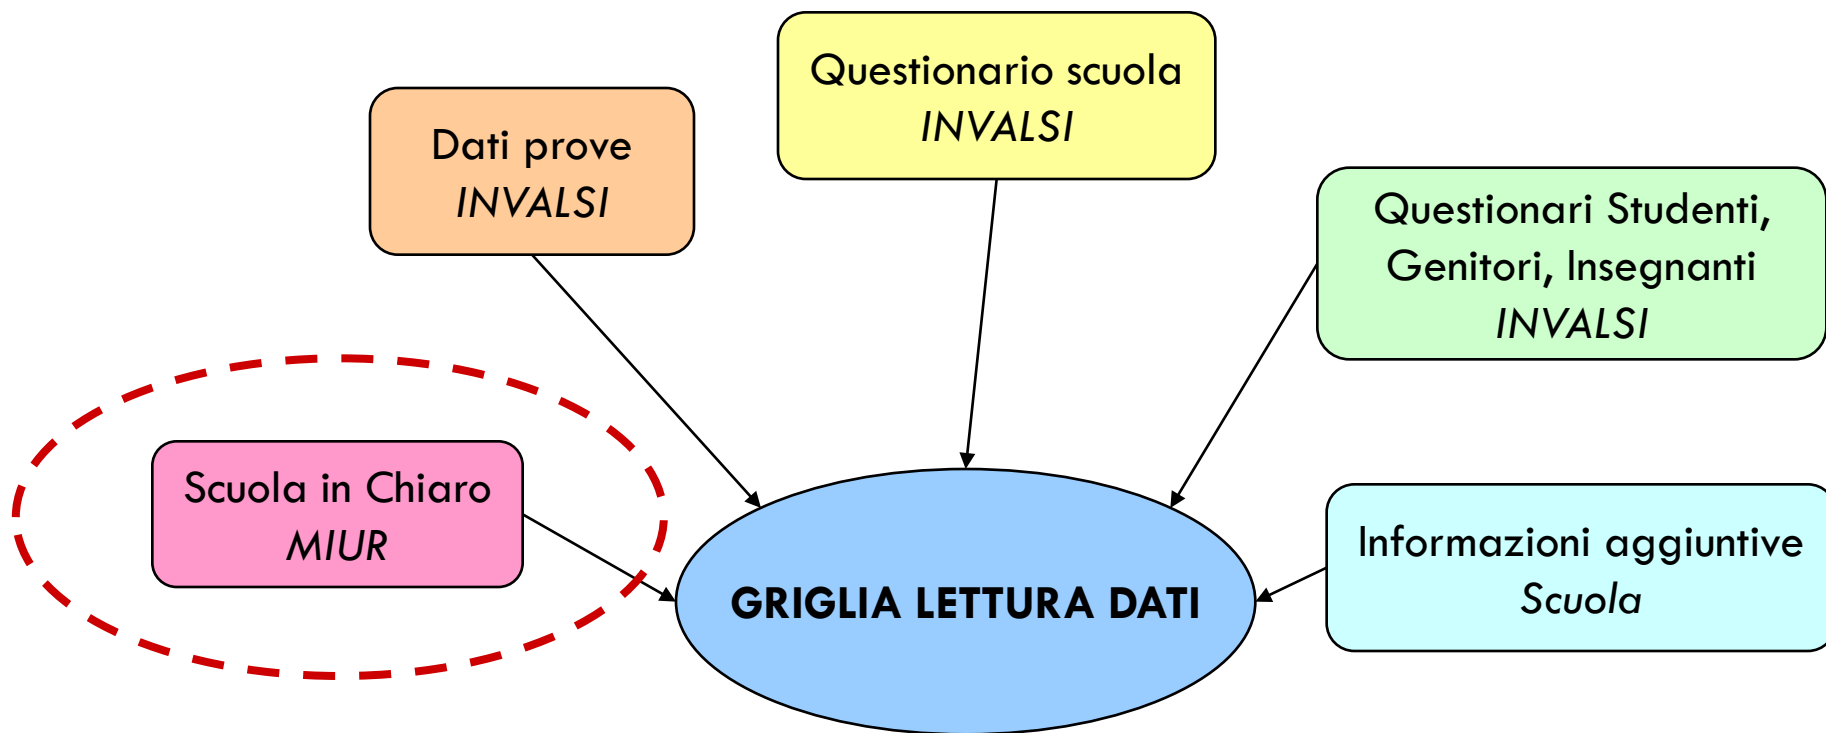 Questionario scuola
INVALSI
Dati prove
INVALSI
Questionari Studenti,
Genitori, Insegnanti
INVALSI
Scuola in Chiaro
MIUR
Informazioni aggiuntive
Scuola
GRIGLIA LETTURA DATI